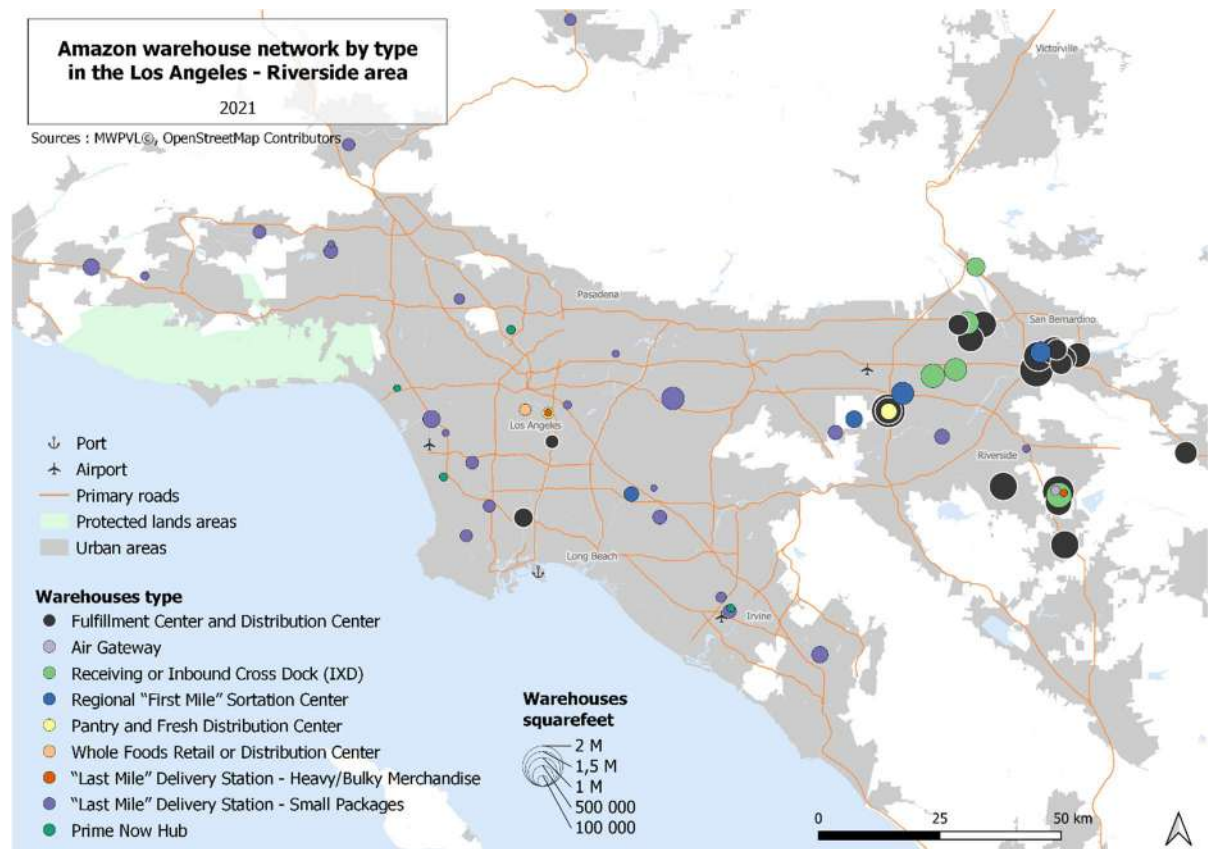 Amazon warehouse network by type
in the Los Angeles - Riverside area
2021
Sources : MWPVL©, OpenStreetMap Contributors
Victorville
Pasadena
San Bernardino
Los Angeles
Riverside
Long Beach
Irvine
Port
Airport
Primary roads
Protected lands areas
Urban areas
Warehouses type
Fulfillment Center and Distribution Center
Air Gateway
Receiving or Inbound Cross Dock (IXD)
Regional "First Mile" Sortation Center
Pantry and Fresh Distribution Center
Whole Foods Retail or Distribution Center
"Last Mile" Delivery Station - Heavy/Bulky Merchandise
"Last Mile" Delivery Station - Small Packages
Prime Now Hub
Warehouses
squarefeet
2 M
1,5 M
1 M
500 000
100 000
0 25 50 km